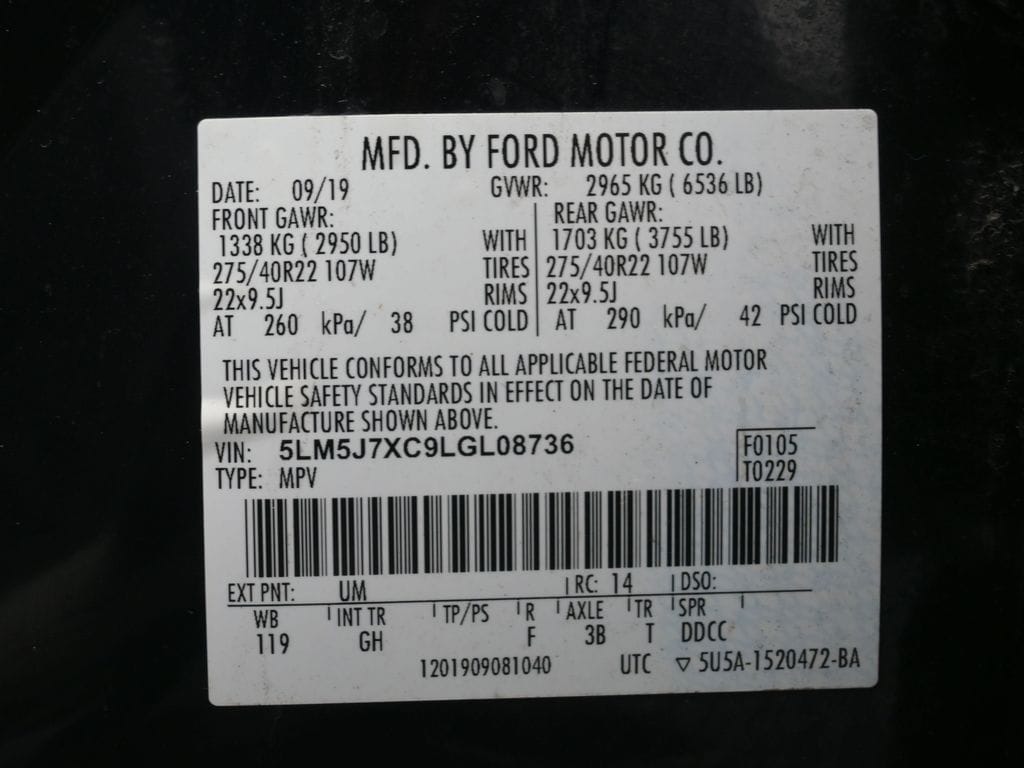 MFD. BY FORD MOTOR CO.
DATE: 09/19 GVWR: 2965 KG ( 6536 LB)
FRONT GAWR: REAR GAWR:
1338 KG ( 2950 LB) WITH 1703 KG ( 3755 LB) WITH
275/40R22 107W TIRES 275/40R22 107W TIRES
22x9.5J RIMS 22x9.5J RIMS
AT 260 kPa/ 38 PSI COLD AT 290 kPa/ 42 PSI COLD
THIS VEHICLE CONFORMS TO ALL APPLICABLE FEDERAL MOTOR
VEHICLE SAFETY STANDARDS IN EFFECT ON THE DATE OF
MANUFACTURE SHOWN ABOVE.
VIN: 5LM5J7XC9LGL08736 F0105
TYPE: MPV T0229
EXT PNT: UM RC: 14 DSO:
WB INT TR TP/PS R AXLE TR SPR
119 GH F 3B T DDCC
1201909081040 UTC ▽ 5U5A-1520472-BA